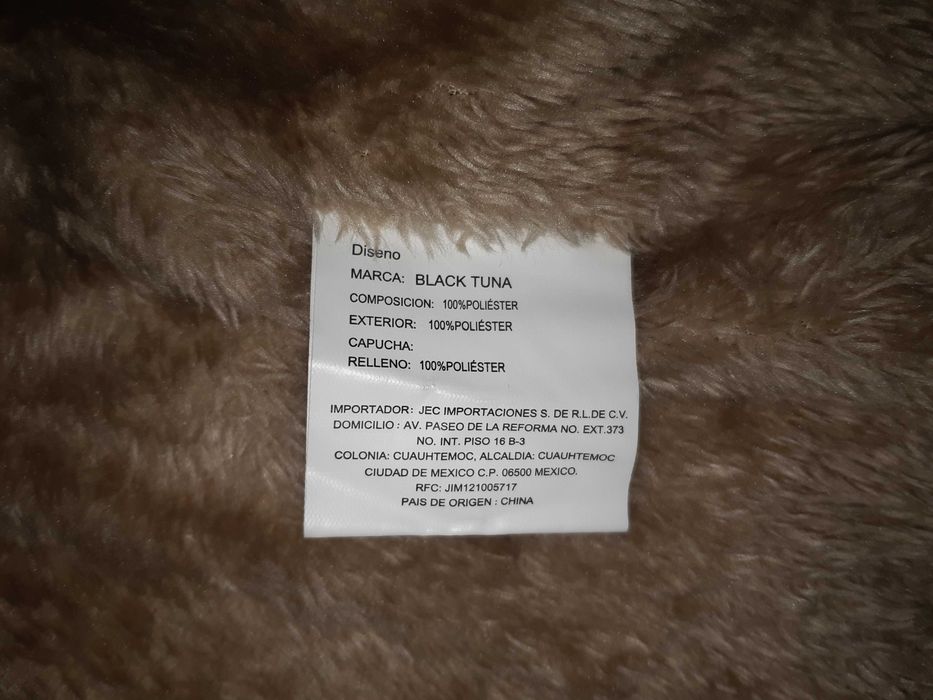 Diseno
MARCA: BLACK TUNA
COMPOSICION: 100%POLIÉSTER
EXTERIOR: 100%POLIÉSTER
CAPUCHA:
RELLENO: 100%POLIÉSTER
IMPORTADOR: JEC IMPORTACIONES S. DE R.L.DE C.V.
DOMICILIO : AV. PASEO DE LA REFORMA NO. EXT.373
NO. INT. PISO 16 B-3
COLONIA: CUAUHTEMOC, ALCALDIA: CUAUHTEMOC
CIUDAD DE MEXICO C.P. 06500 MEXICO.
RFC: JIM121005717
PAIS DE ORIGEN : CHINA